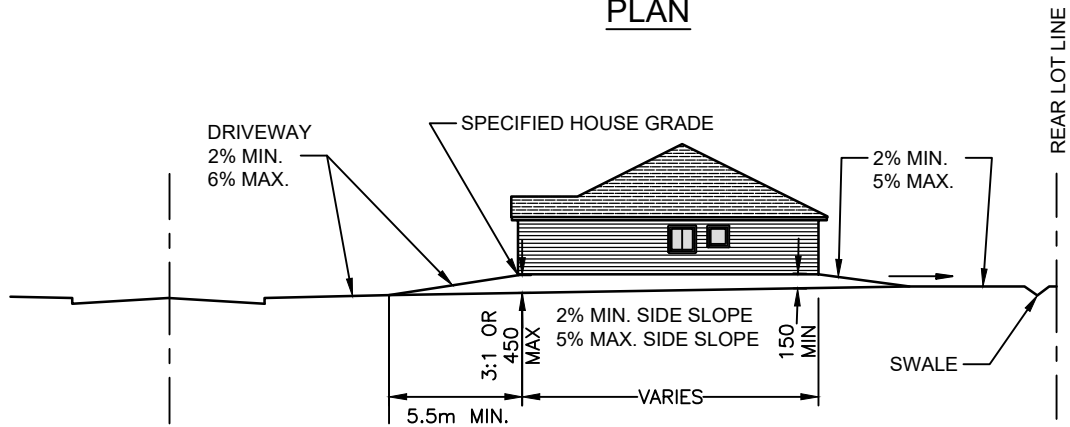 PLAN
REAR LOT LINE
DRIVEWAY
2% MIN.
6% MAX.
SPECIFIED HOUSE GRADE
2% MIN.
5% MAX.
3:1 OR
450
MAX
2% MIN. SIDE SLOPE
5% MAX. SIDE SLOPE
150
MIN
SWALE
VARIES
5.5m MIN.